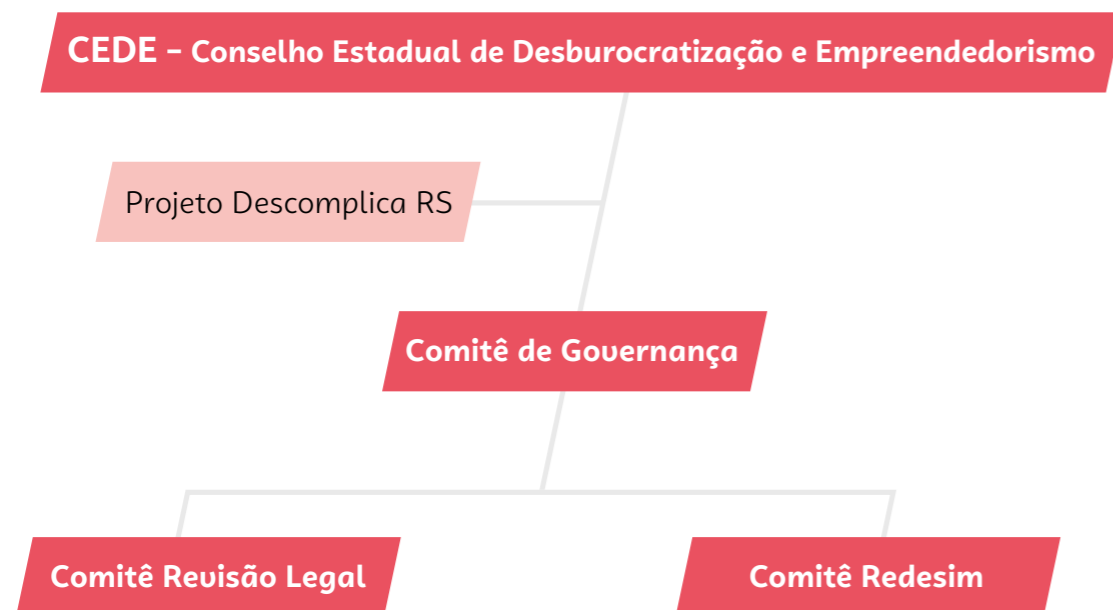 CEDE – Conselho Estadual de Desburocratização e Empreendedorismo
Projeto Descomplica RS
Comitê de Governança
Comitê Revisão Legal
Comitê Redesim